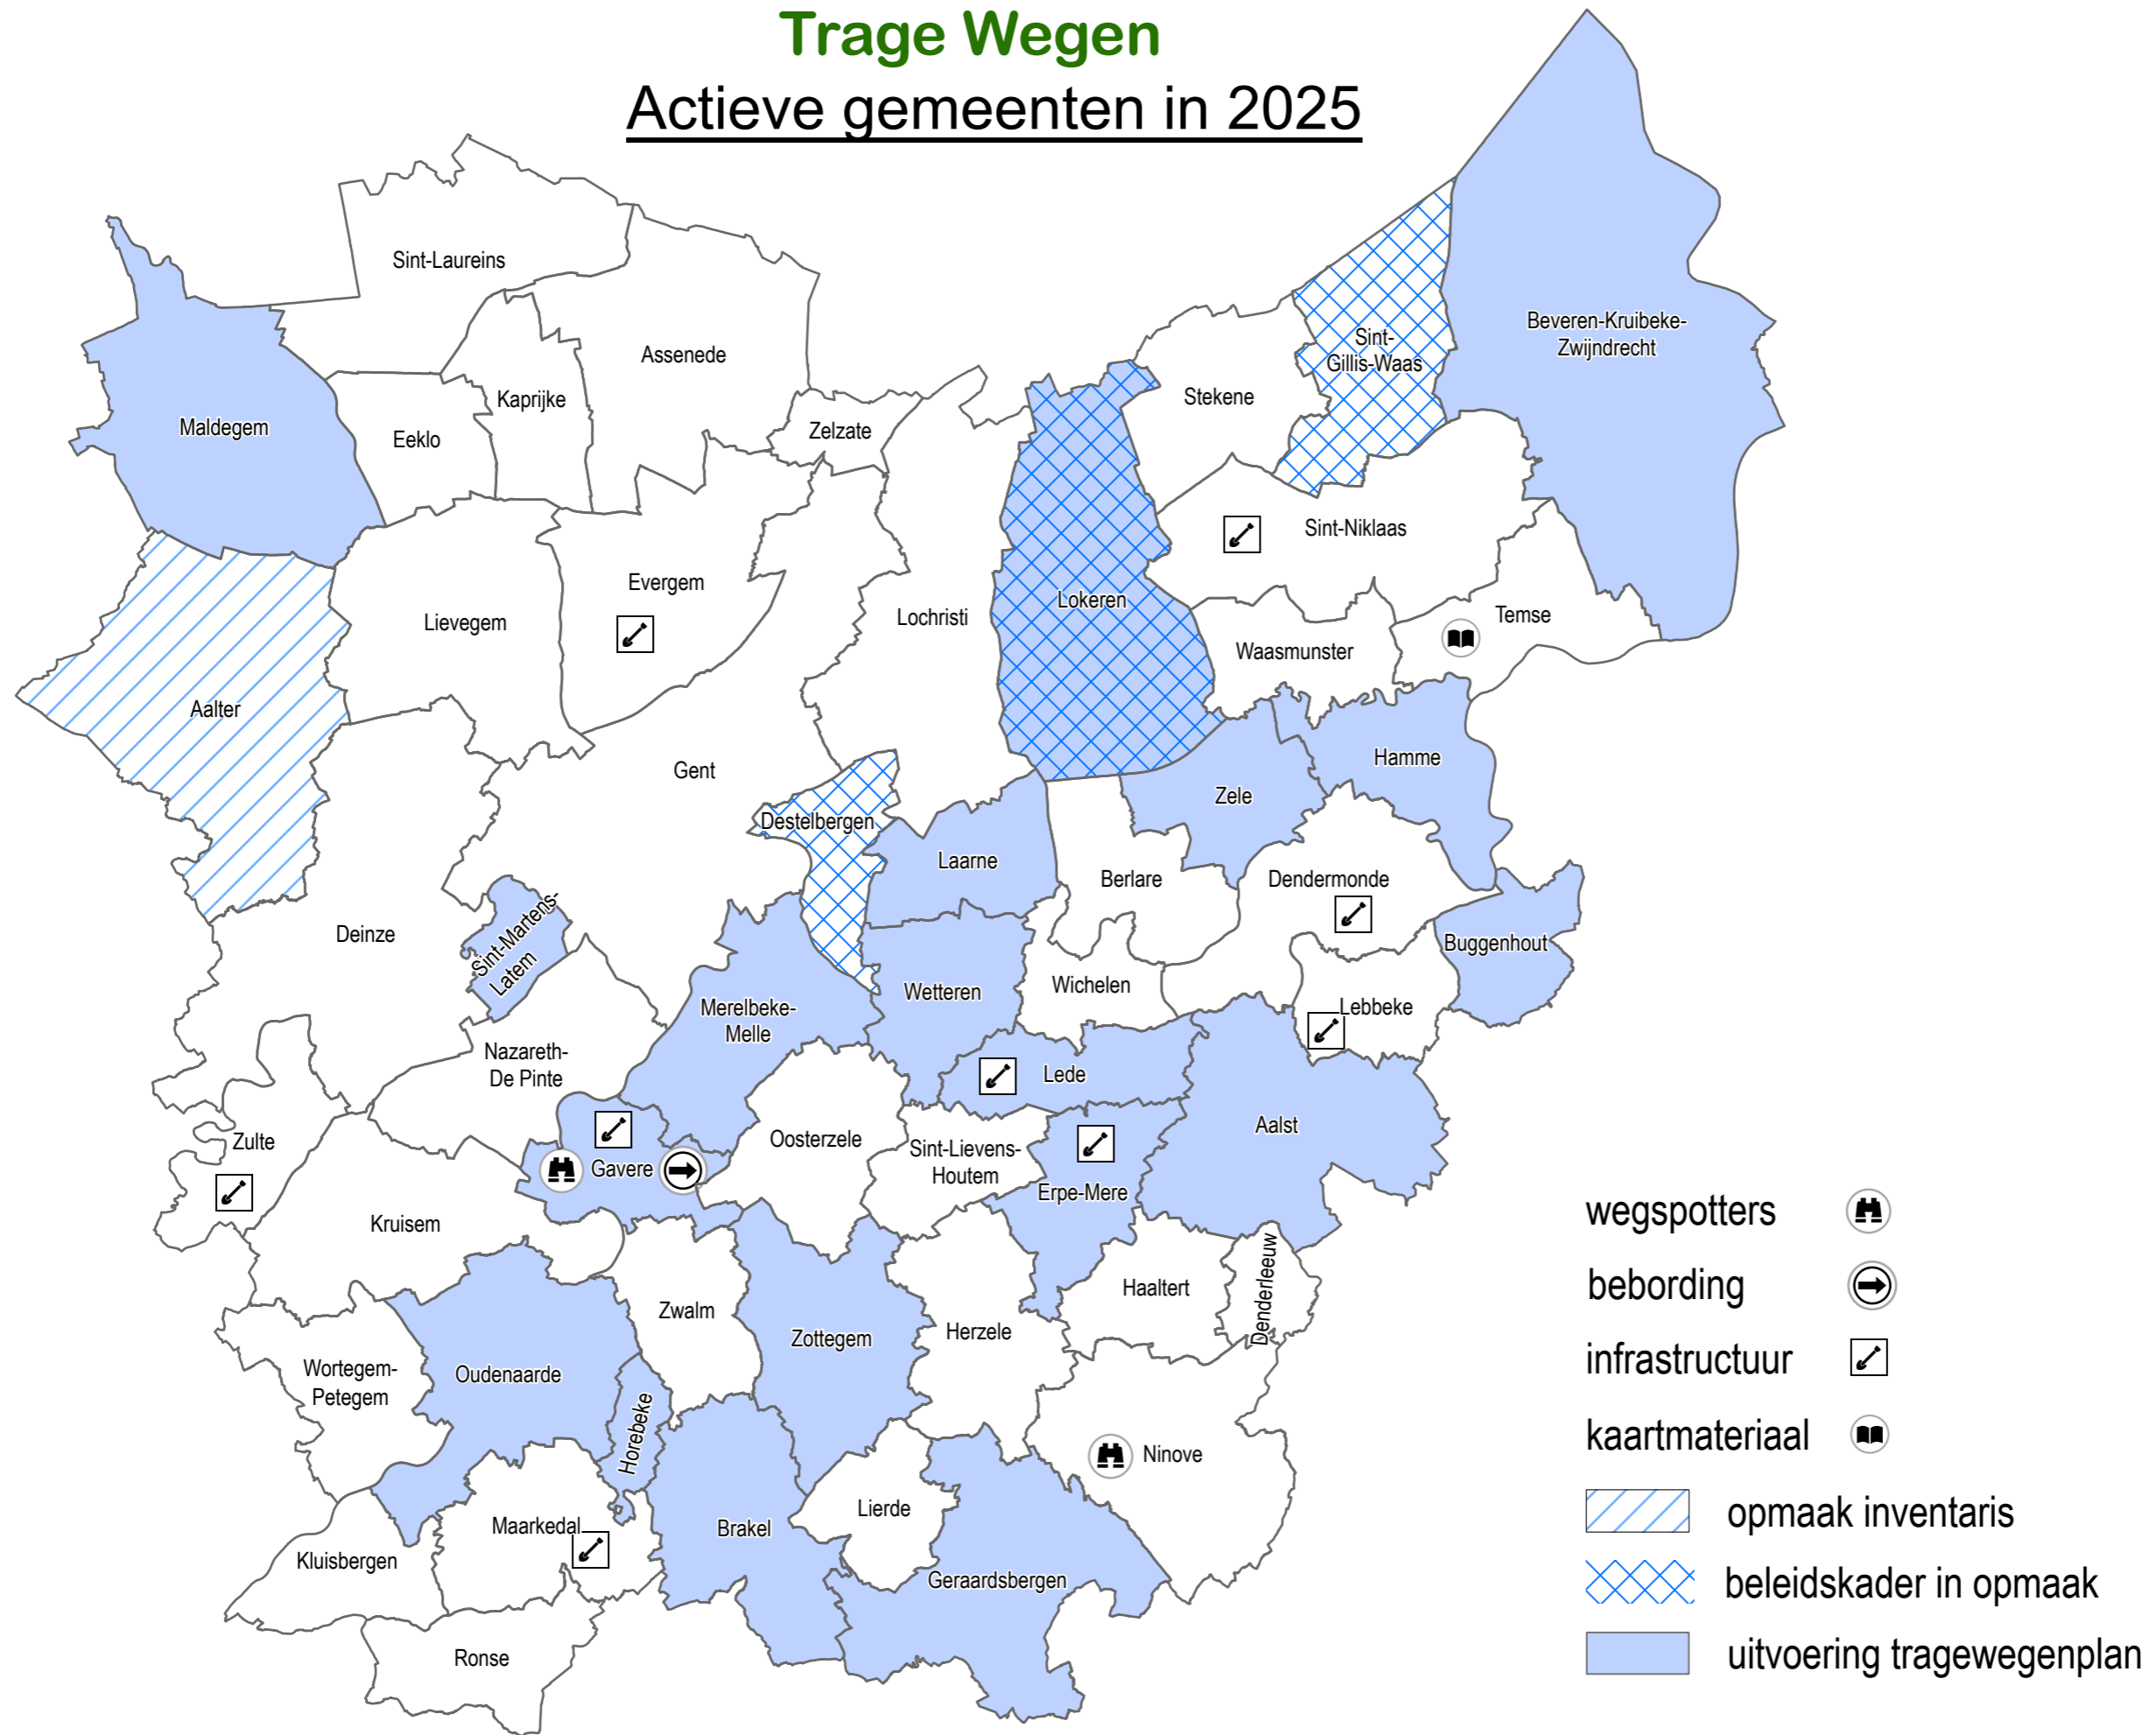 Trage Wegen
Actieve gemeenten in 2025
Sint-Laureins
Assenede
Kaprijke
Maldegem
Eeklo
Zelzate
Stekene
Sint-
Gillis-Waas
Beveren-Kruibeke-
Zwijndrecht
Sint-Niklaas
Evergem
Lievegem
Lochristi
Lokeren
Temse
Waasmunster
Aalter
Gent
Hamme
Zele
Destelbergen
Laarne
Berlare
Dendermonde
Deinze
Sint-Martens-
Latem
Buggenhout
Wetteren
Wichelen
Lebbeke
Merelbeke-
Melle
Nazareth-
De Pinte
Lede
Aalst
Zulte
Oosterzele
Sint-Lievens-
Houtem
Gavere
Erpe-Mere
Kruisem
Haaltert
Denderleeuw
Zwalm
Zottegem
Herzele
Wortegem-
Petegem
Oudenaarde
Horebeke
Ninove
Lierde
Maarkedal
Brakel
Kluisbergen
Geraardsbergen
Ronse
wegspotters
bebording
infrastructuur
kaartmateriaal
opmaak inventaris
beleidskader in opmaak
uitvoering tragewegenplan